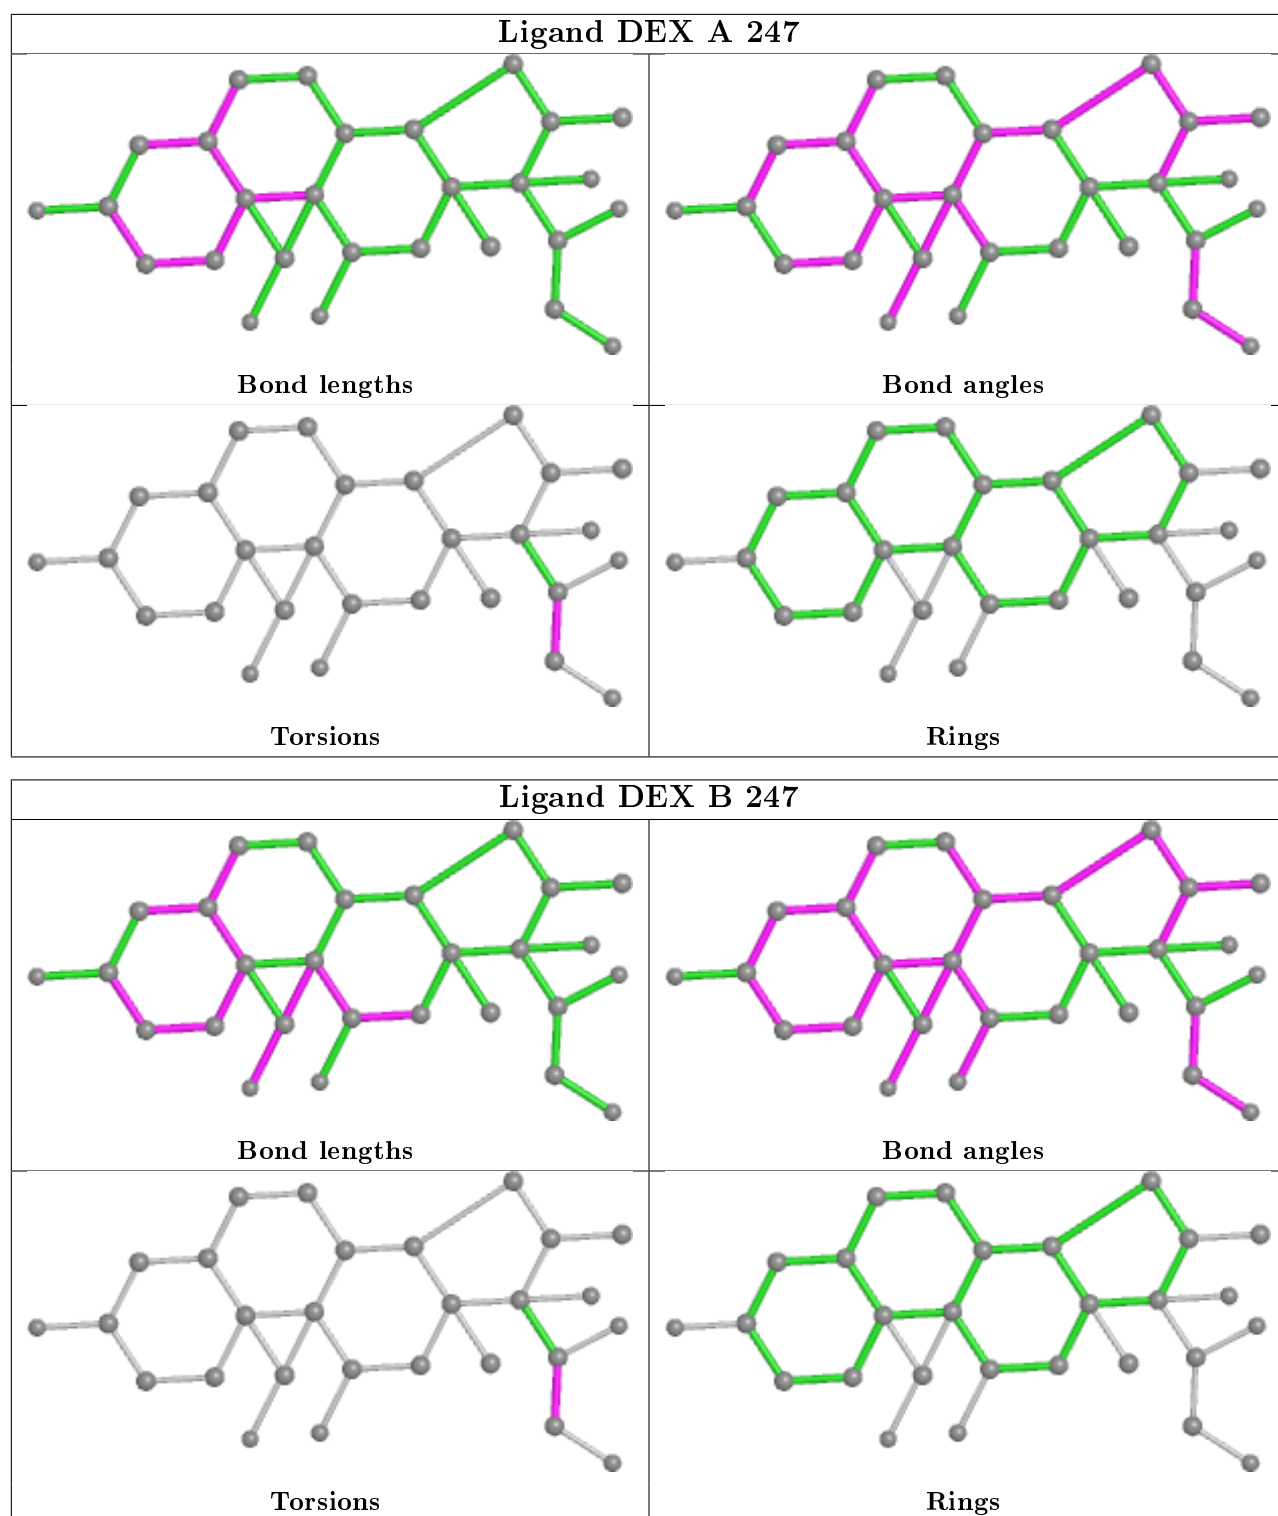 Ligand DEX A 247
Bond lengths
Bond angles
Torsions
Rings
Ligand DEX B 247
Bond lengths
Bond angles
Torsions
Rings